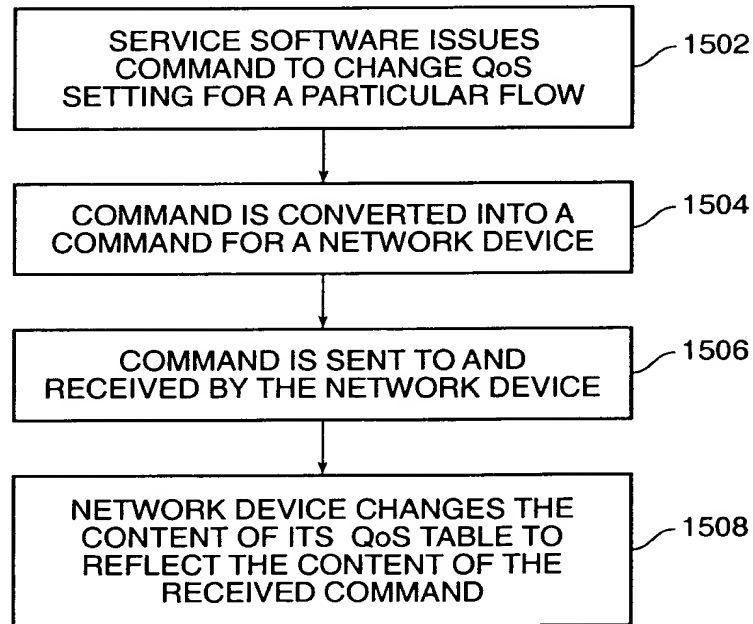 SERVICE SOFTWARE ISSUES
COMMAND TO CHANGE QoS
SETTING FOR A PARTICULAR FLOW
1502
COMMAND IS CONVERTED INTO A
COMMAND FOR A NETWORK DEVICE
1504
COMMAND IS SENT TO AND
RECEIVED BY THE NETWORK DEVICE
1506
NETWORK DEVICE CHANGES THE
CONTENT OF ITS QoS TABLE TO
REFLECT THE CONTENT OF THE
RECEIVED COMMAND
1508